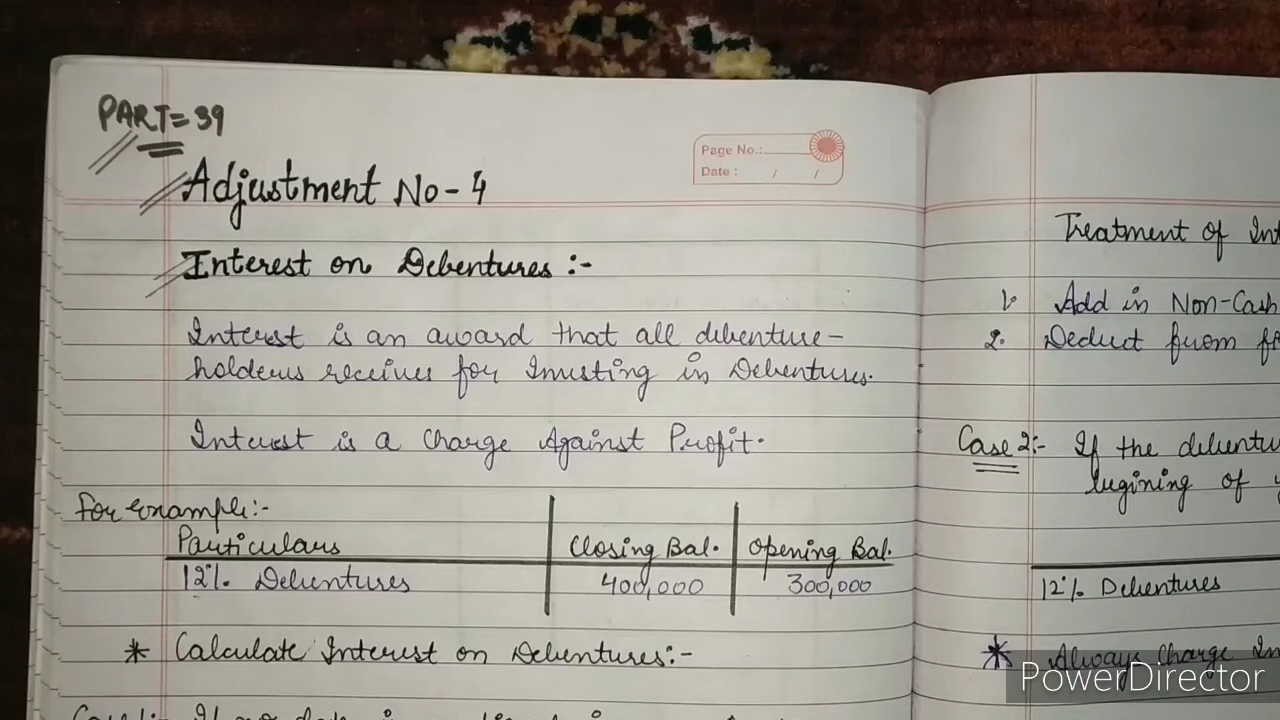 PART=39
Page No.:
Date : / /
Adjustment No-4
Interest on Debentures :-
Interest is an award that all debenture-
holders receives for Investing in Debentures.
Interest is a charge Against Profit.
For example:-
Particulars Closing Bal. Opening Bal.
12% Debentures 400,000 300,000
* Calculate Interest on Debentures:-
Treatment of Int
1. Add in Non-Cash
2. Deduct from
Case 2:- If the debentu
begining of
12% Debentures
* Always Charge In
PowerDirector